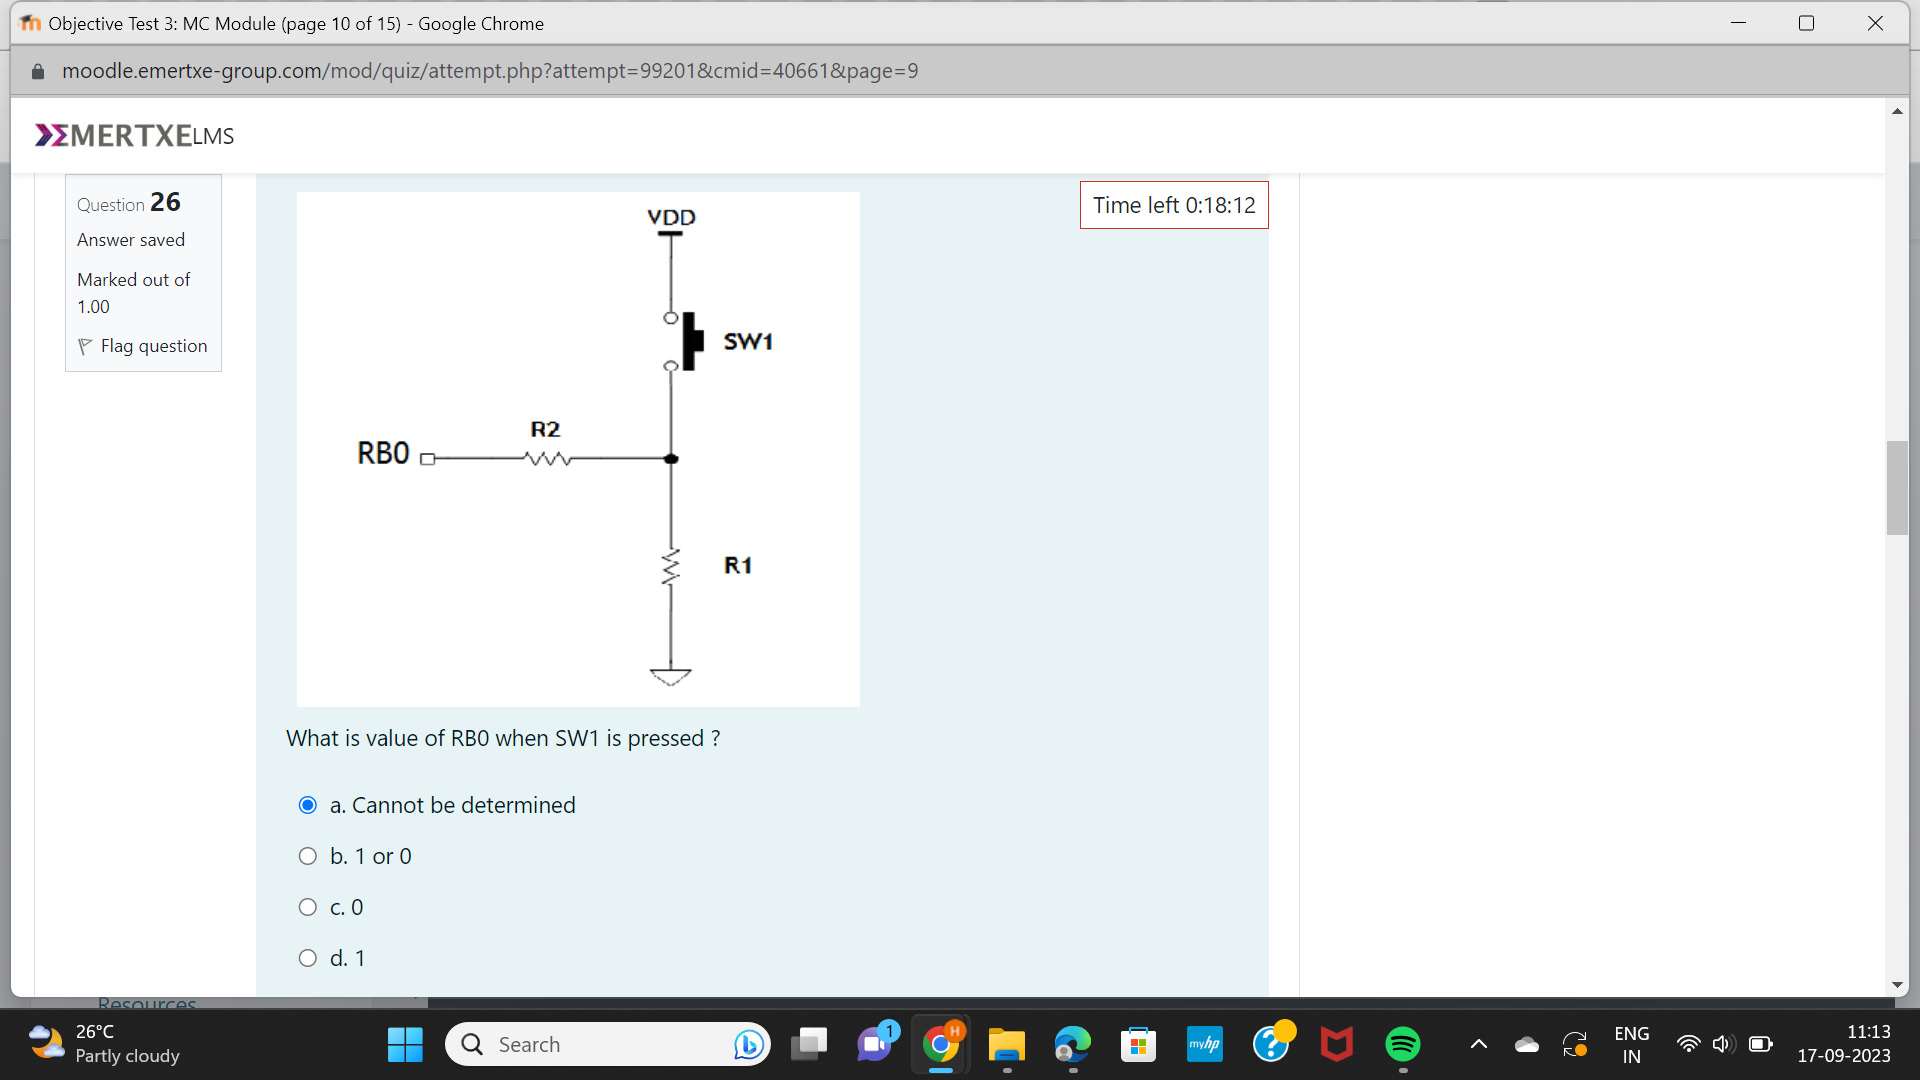 Objective Test 3: MC Module (page 10 of 15) - Google Chrome
moodle.emertxe-group.com/mod/quiz/attempt.php?attempt=99201&cmid=40661&page=9
EMERTXELMS
Question 26
Answer saved
Marked out of
1.00
Flag question
Time left 0:18:12
VDD
SW1
R2
RB0
R1
What is value of RB0 when SW1 is pressed ?
a. Cannot be determined
b. 1 or 0
c. 0
d. 1
Resources
26°C
Partly cloudy
Search
1
H
myhp
ENG
IN
11:13
17-09-2023